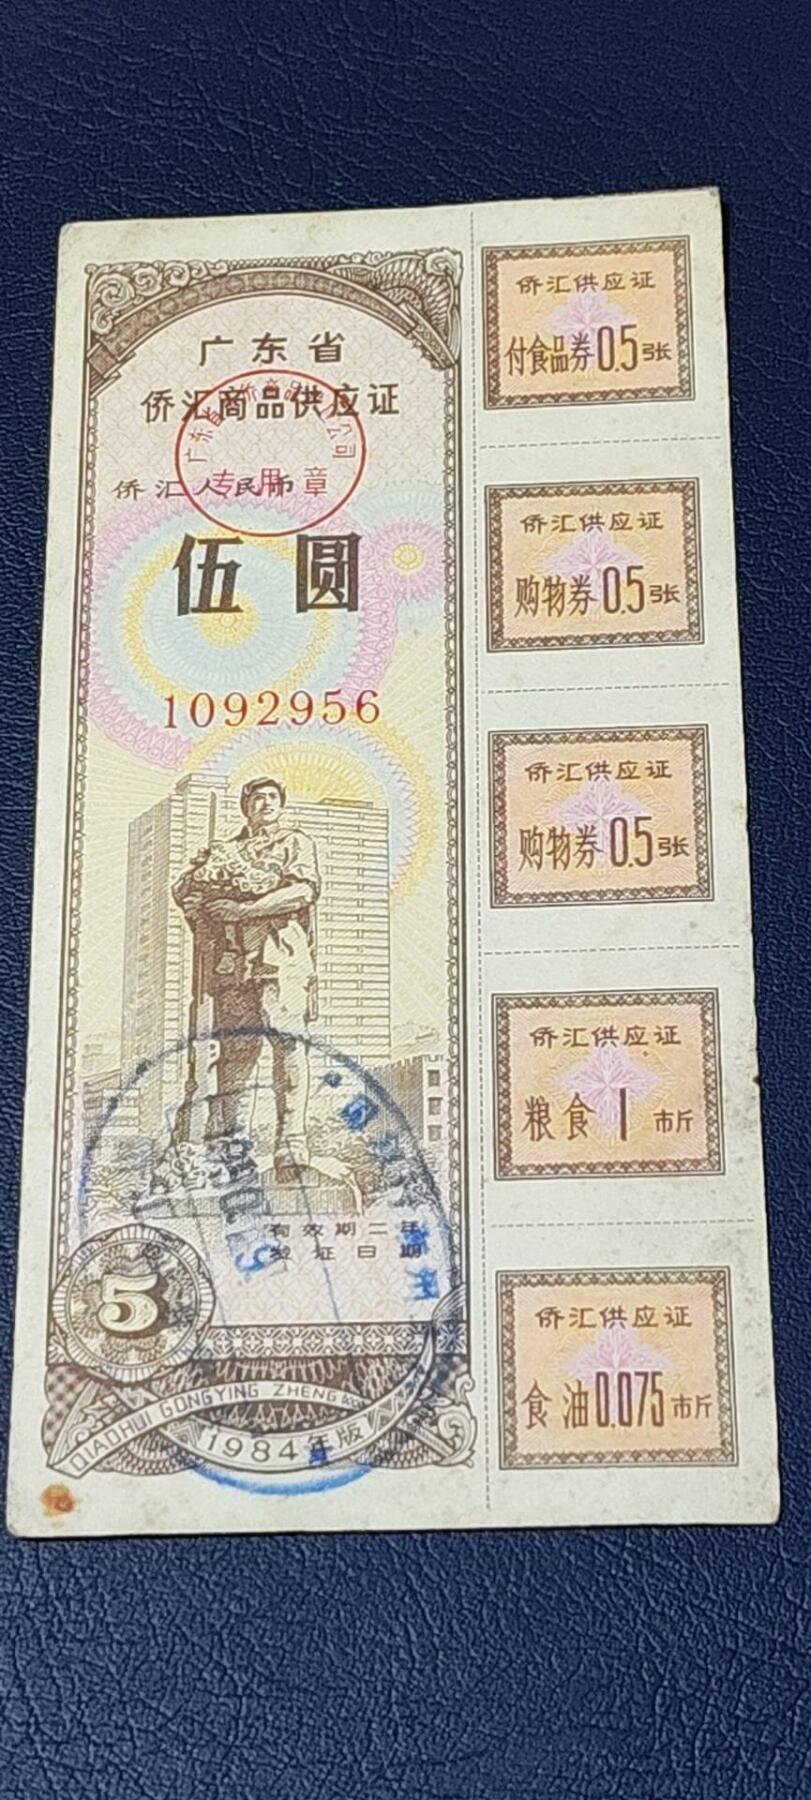 广东省
侨汇商品供应证
侨汇人民币
专用章
伍圆
1092956
有效期二年
发证日期
5
QIAOHUI GONGYING ZHENG
1984年版
侨汇供应证
付食品券0.5张
侨汇供应证
购物券0.5张
侨汇供应证
购物券0.5张
侨汇供应证
粮食1市斤
侨汇供应证
食油0.075市斤